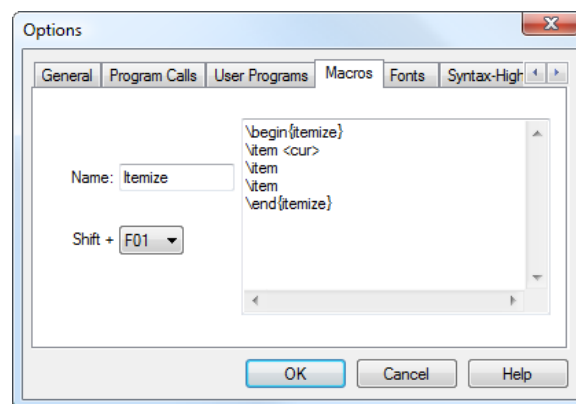 Options
General Program Calls User Programs Macros Fonts Syntax-High
\begin{itemize}
\item <cur>
\item
\item
\end{itemize}
Name: Itemize
Shift + F01
OK Cancel Help